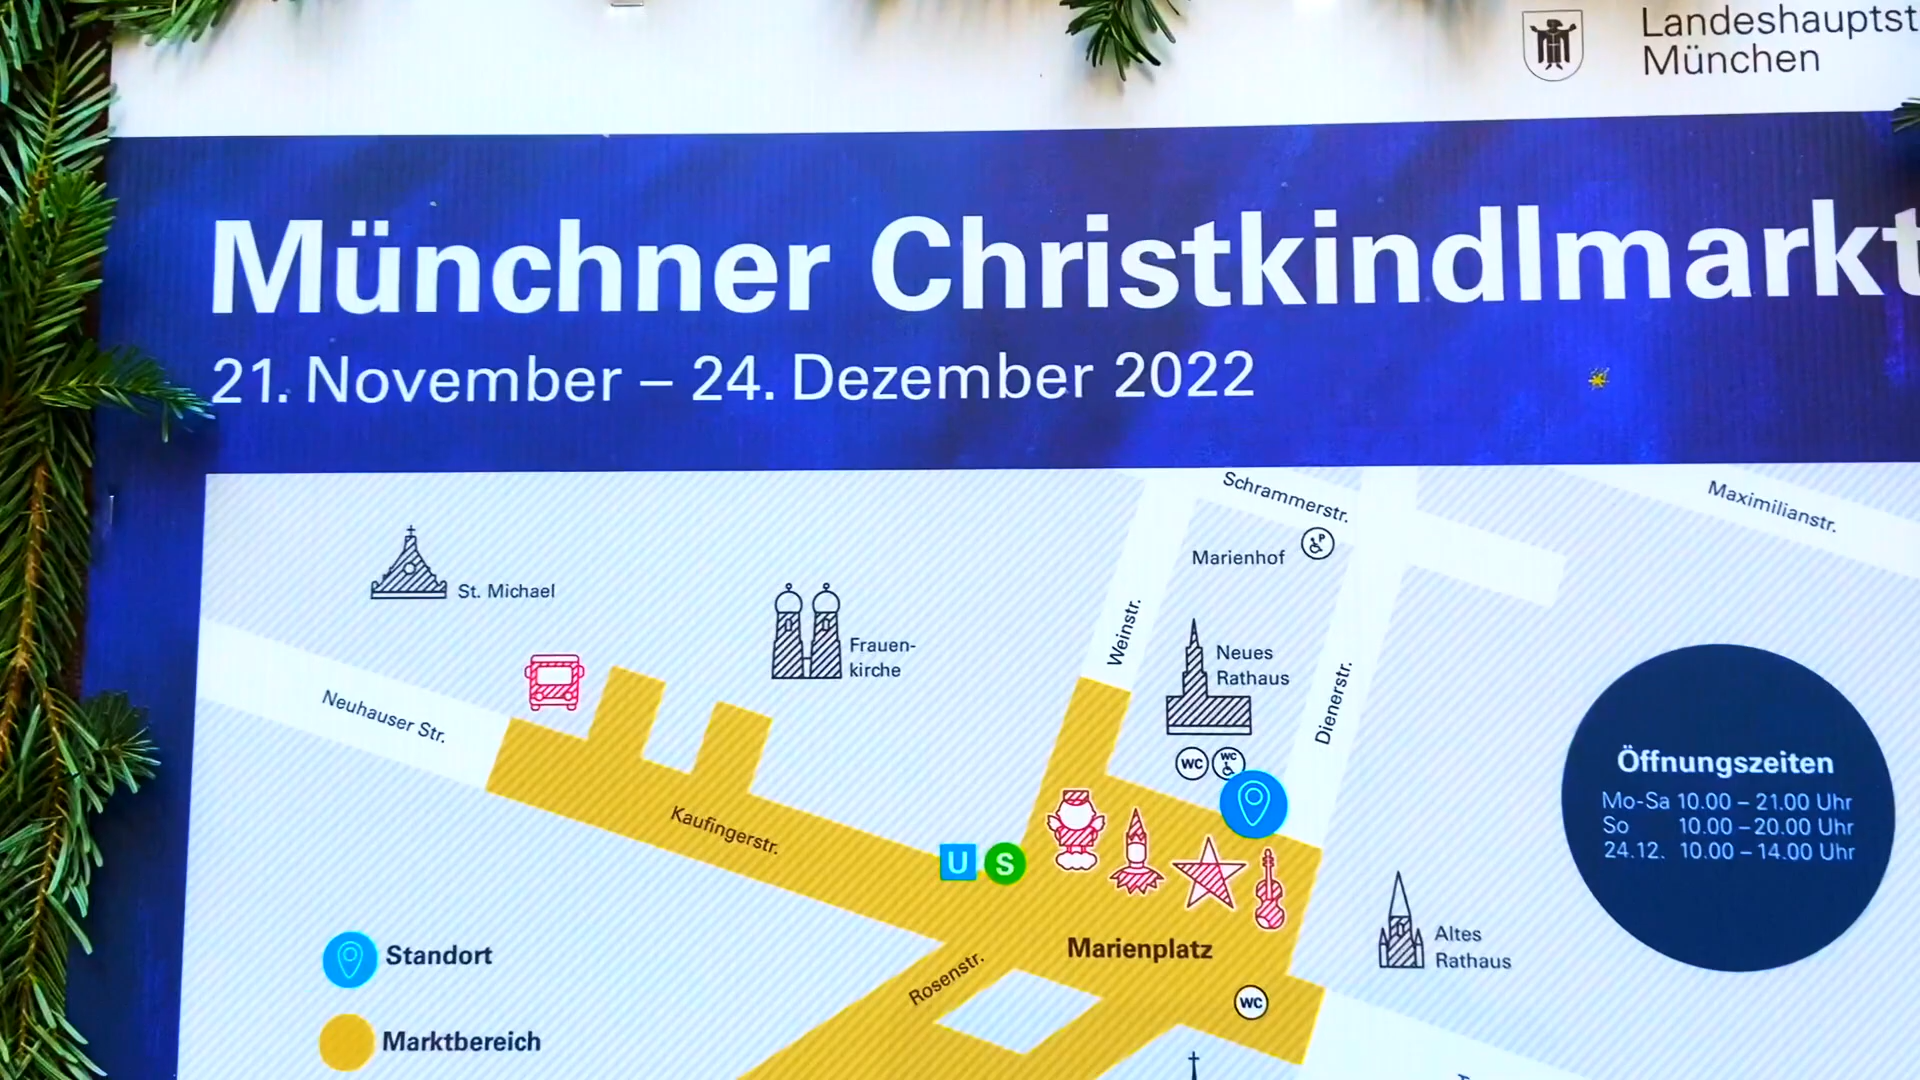 Landeshauptst
München
Münchner Christkindlmarkt
21. November – 24. Dezember 2022
Schrammerstr.
Maximilianstr.
Marienhof
St. Michael
Frauen-
kirche
Weinstr.
Neues
Rathaus
Dienerstr.
Neuhauser Str.
WC
WC
Öffnungszeiten
Mo-Sa 10.00 – 21.00 Uhr
So 10.00 – 20.00 Uhr
24.12. 10.00 – 14.00 Uhr
Kaufingerstr.
U
S
Marienplatz
Altes
Rathaus
Standort
Rosenstr.
WC
Marktbereich